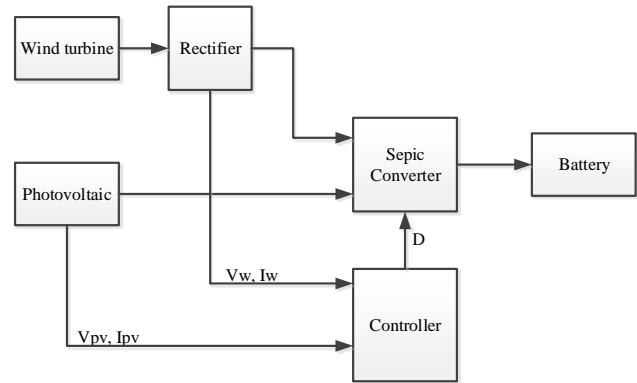 Wind turbine
Rectifier
Sepic
Converter
Battery
Photovoltaic
D
Vw, Iw
Controller
Vpv, Ipv